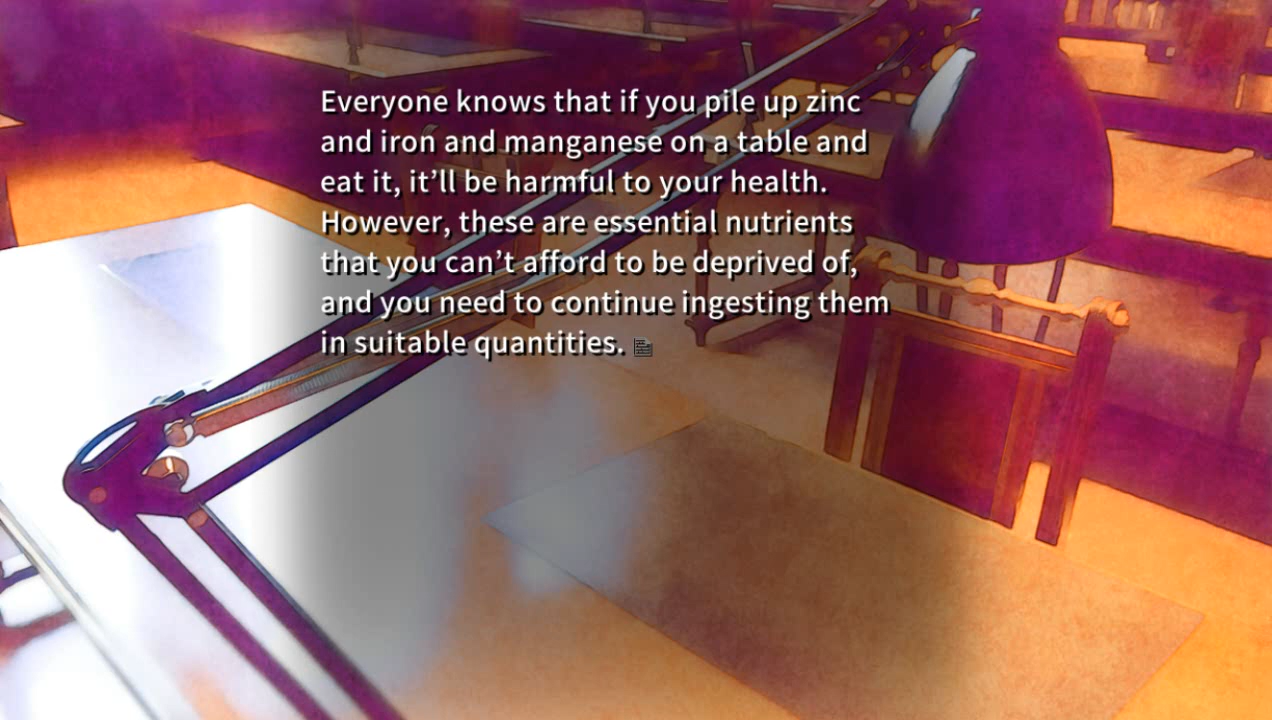 Everyone knows that if you pile up zinc
and iron and manganese on a table and
eat it, it’ll be harmful to your health.
However, these are essential nutrients
that you can’t afford to be deprived of,
and you need to continue ingesting them
in suitable quantities.